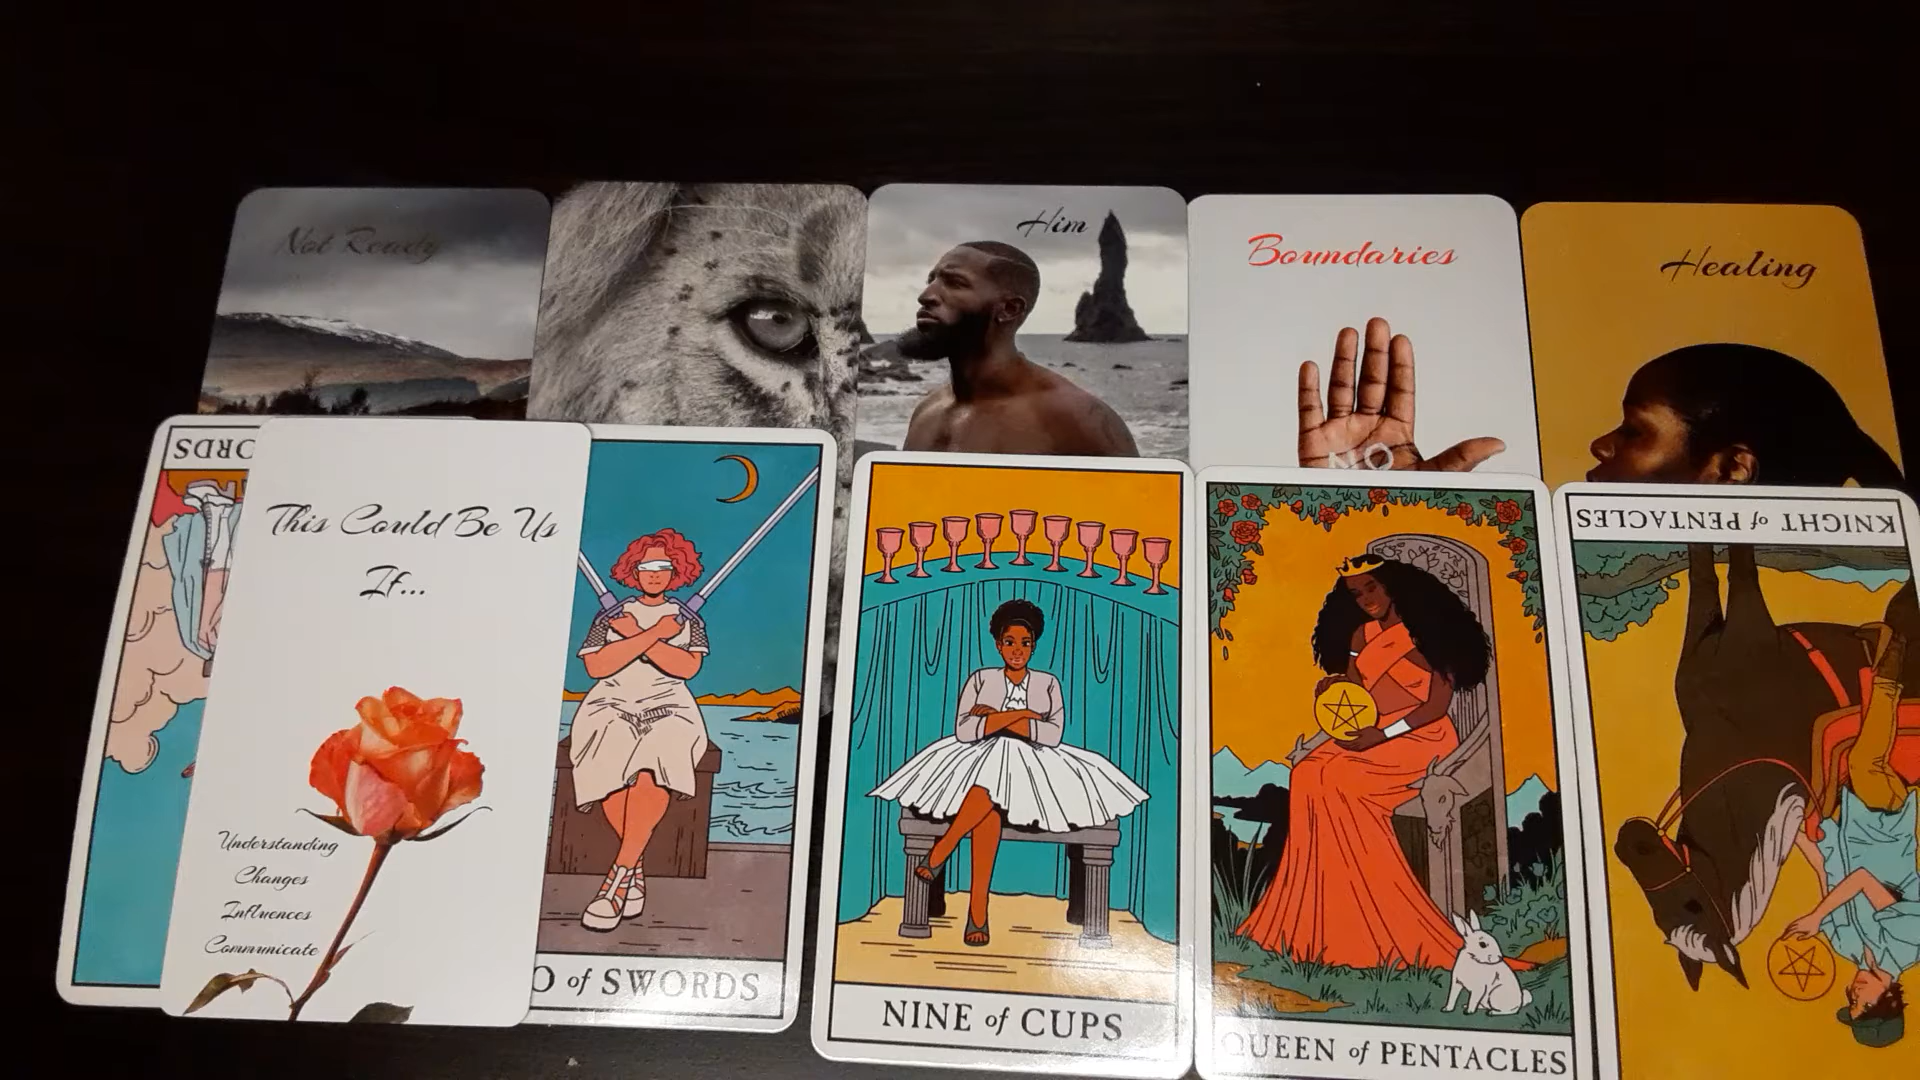 Not Ready
Him
Boundaries
NO
Healing
ORDS
This Could Be Us
If...
Understanding
Changes
Influences
Communicate
O of SWORDS
NINE of CUPS
QUEEN of PENTACLES
KNIGHT of PENTACLES